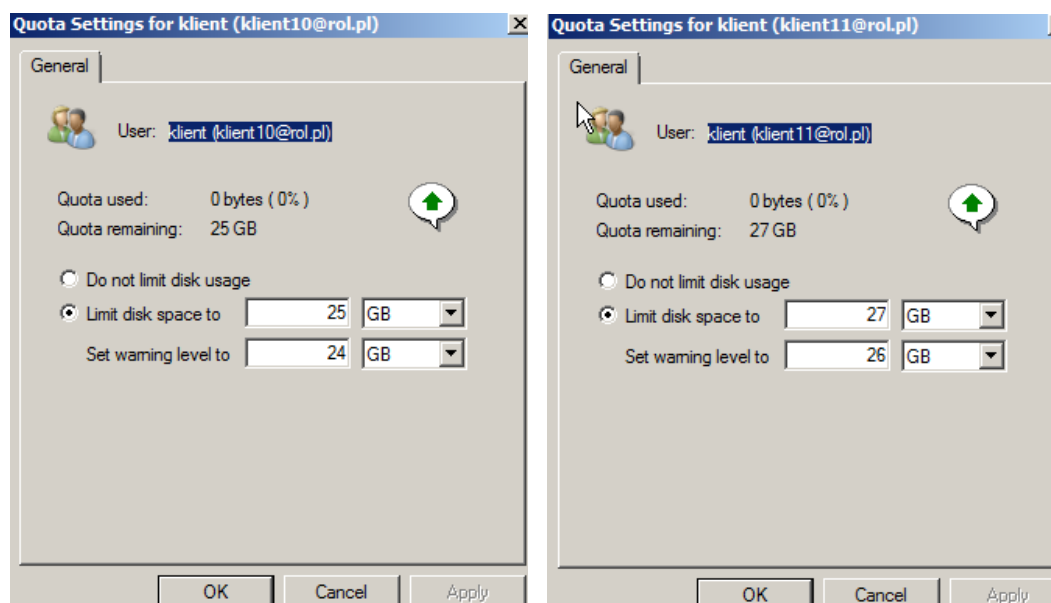 Quota Settings for klient (klient10@rol.pl)
General
User: klient (klient10@rol.pl)
Quota used: 0 bytes ( 0% )
Quota remaining: 25 GB
Do not limit disk usage
Limit disk space to 25 GB
Set warning level to 24 GB
OK Cancel Apply
Quota Settings for klient (klient11@rol.pl)
General
User: klient (klient11@rol.pl)
Quota used: 0 bytes ( 0% )
Quota remaining: 27 GB
Do not limit disk usage
Limit disk space to 27 GB
Set warning level to 26 GB
OK Cancel Apply